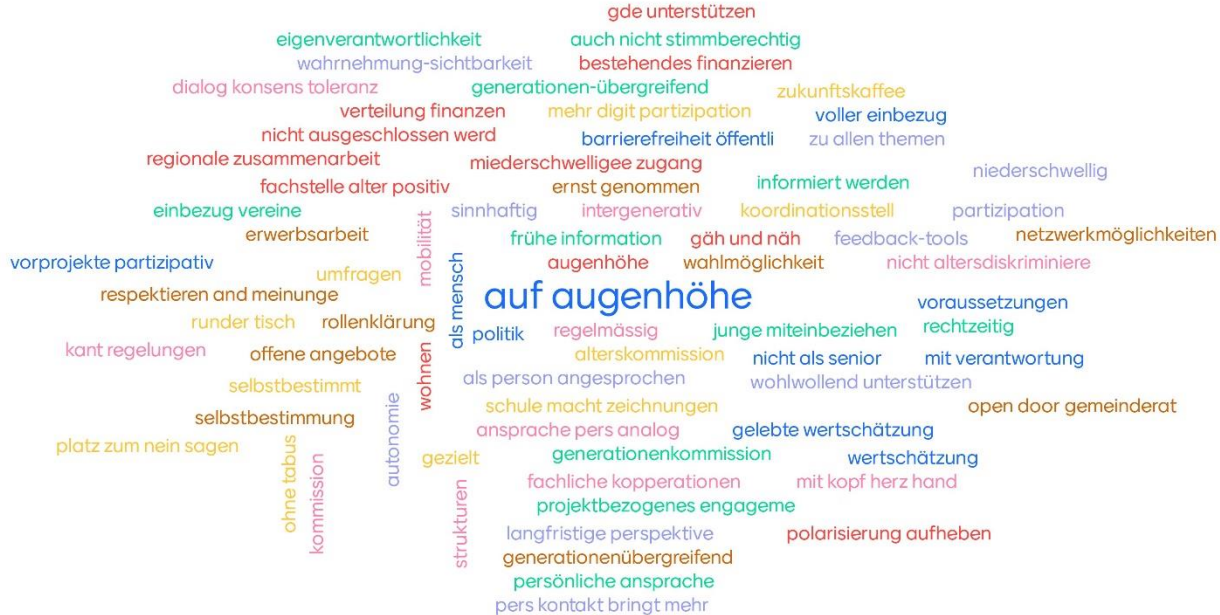 gde unterstützen
eigenverantwortlichkeit
auch nicht stimmberechtig
wahrnehmung-sichtbarkeit
bestehendes finanzieren
dialog konsens toleranz
generationen-übergreifend
zukunftskaffee
verteilung finanzen
mehr digit partizipation
voller einbezug
nicht ausgeschlossen werd
barrierefreiheit öffentli
zu allen themen
regionale zusammenarbeit
miederschwelligee zugang
niederschwellig
fachstelle alter positiv
ernst genommen
informiert werden
einbezug vereine
mobilität
sinnhaftig
intergenerativ
koordinationsstell
partizipation
erwerbsarbeit
frühe information
gäh und näh
feedback-tools
netzwerkmöglichkeiten
vorprojekte partizipativ
umfragen
als mensch
augenhöhe
wahlmöglichkeit
nicht altersdiskriminiere
respektieren and meinunge
auf augenhöhe
voraussetzungen
runder tisch
rollenklärung
politik
regelmässig
junge miteinbeziehen
rechtzeitig
kant regelungen
offene angebote
wohnen
alterskommission
nicht als senior
mit verantwortung
selbstbestimmt
als person angesprochen
wohlwollend unterstützen
selbstbestimmung
autonomie
schule macht zeichnungen
open door gemeinderat
platz zum nein sagen
ohne tabus
kommission
gezielt
ansprache pers analog
gelebte wertschätzung
generationenkommission
wertschätzung
strukturen
fachliche kopperationen
mit kopf herz hand
projektbezogenes engageme
langfristige perspektive
polarisierung aufheben
generationenübergreifend
persönliche ansprache
pers kontakt bringt mehr